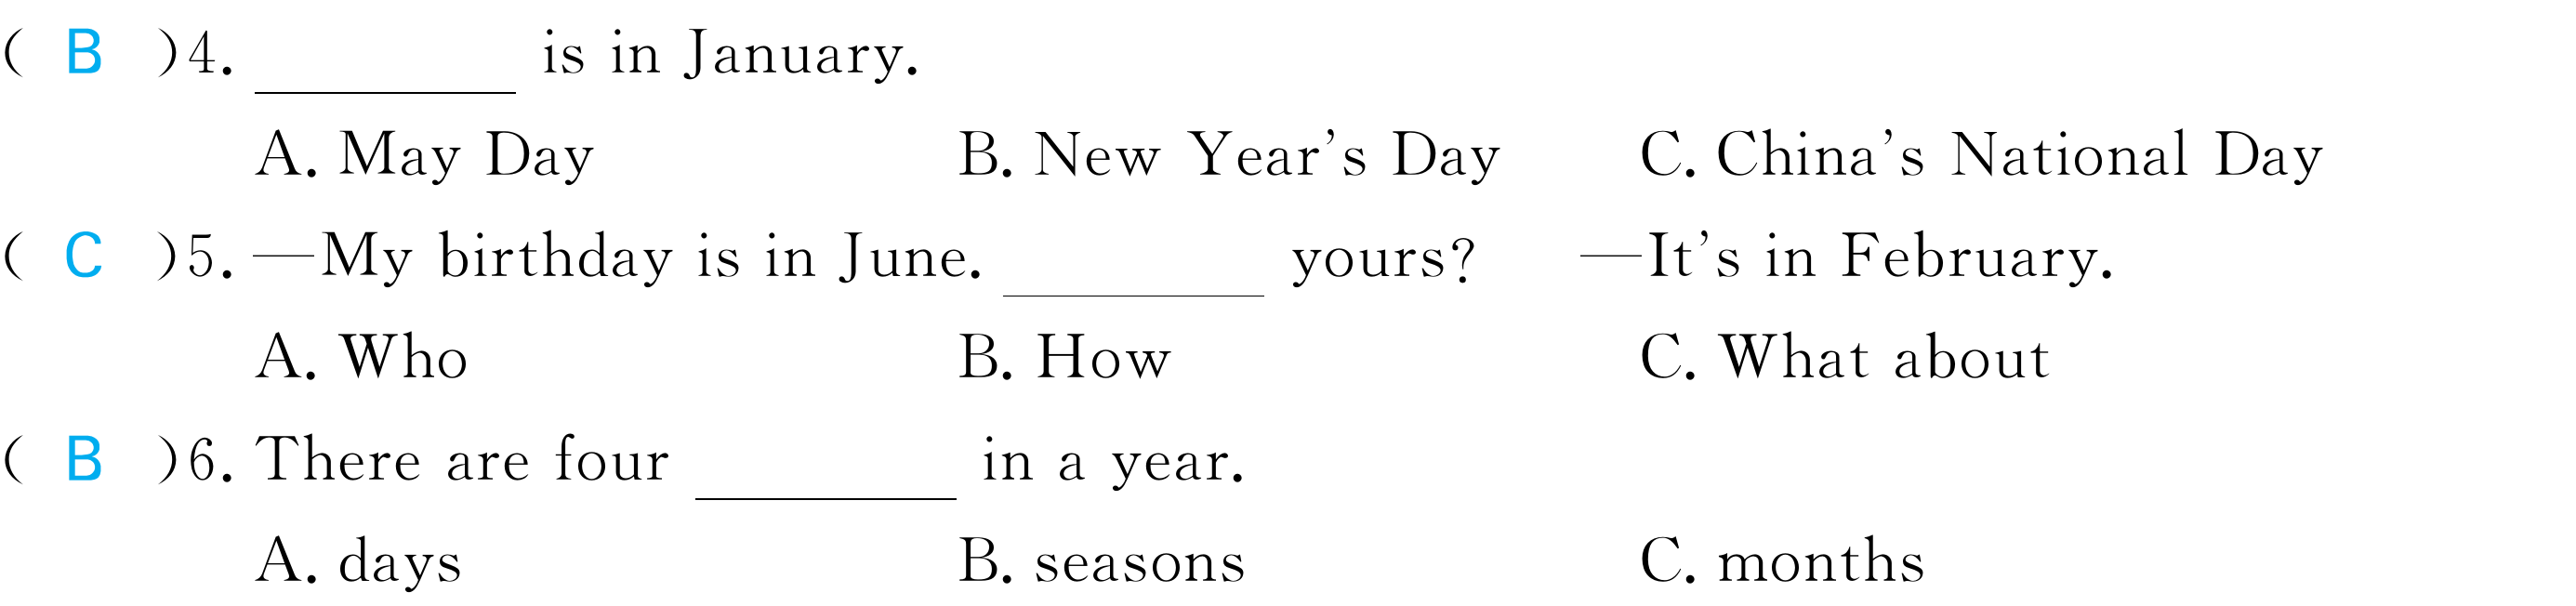 ( B )4. ________ is in January.
A. May Day B. New Year's Day C. China's National Day
( C )5. —My birthday is in June. ________ yours? —It's in February.
A. Who B. How C. What about
( B )6. There are four ________ in a year.
A. days B. seasons C. months